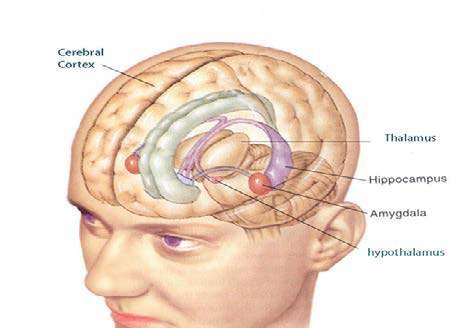 Cerebral
Cortex
Thalamus
Hippocampus
Amygdala
hypothalamus